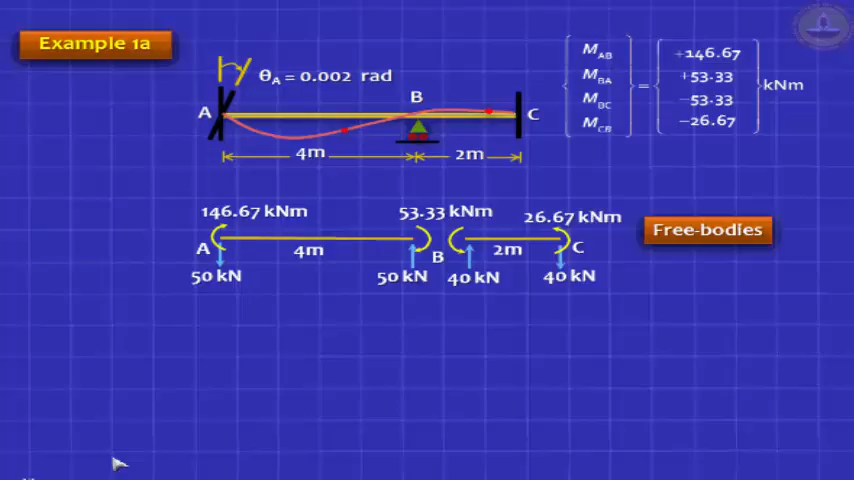 Example 1a
θA = 0.002 rad
A
B
C
4m
2m
MAB
MBA
MBC
MCB
=
+146.67
+53.33
−53.33
−26.67
kNm
146.67 kNm
53.33 kNm
26.67 kNm
Free-bodies
A
4m
B
2m
C
50 kN
50 kN
40 kN
40 kN